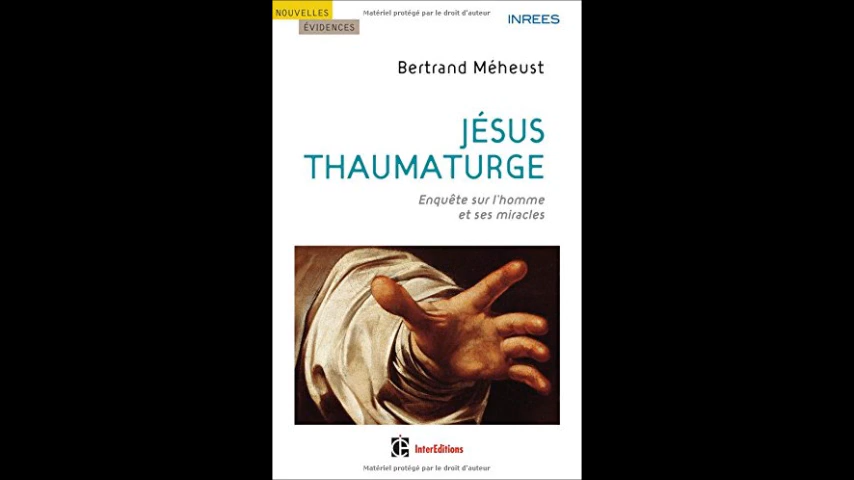 NOUVELLES
ÉVIDENCES
Matériel protégé par le droit d'auteur
INREES
Bertrand Méheust
JÉSUS
THAUMATURGE
Enquête sur l'homme
et ses miracles
InterEditions
Matériel protégé par le droit d'auteur